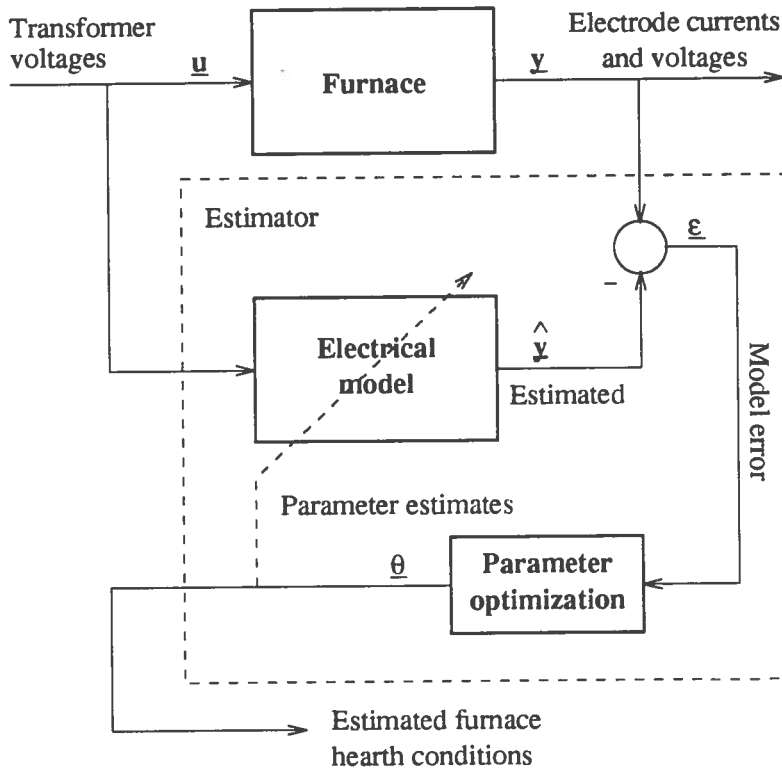 Transformer
voltages
u
Furnace
y
Electrode currents
and voltages
Estimator
ε
−
Electrical
model
ŷ
Estimated
Model error
Parameter estimates
θ
Parameter
optimization
Estimated furnace
hearth conditions